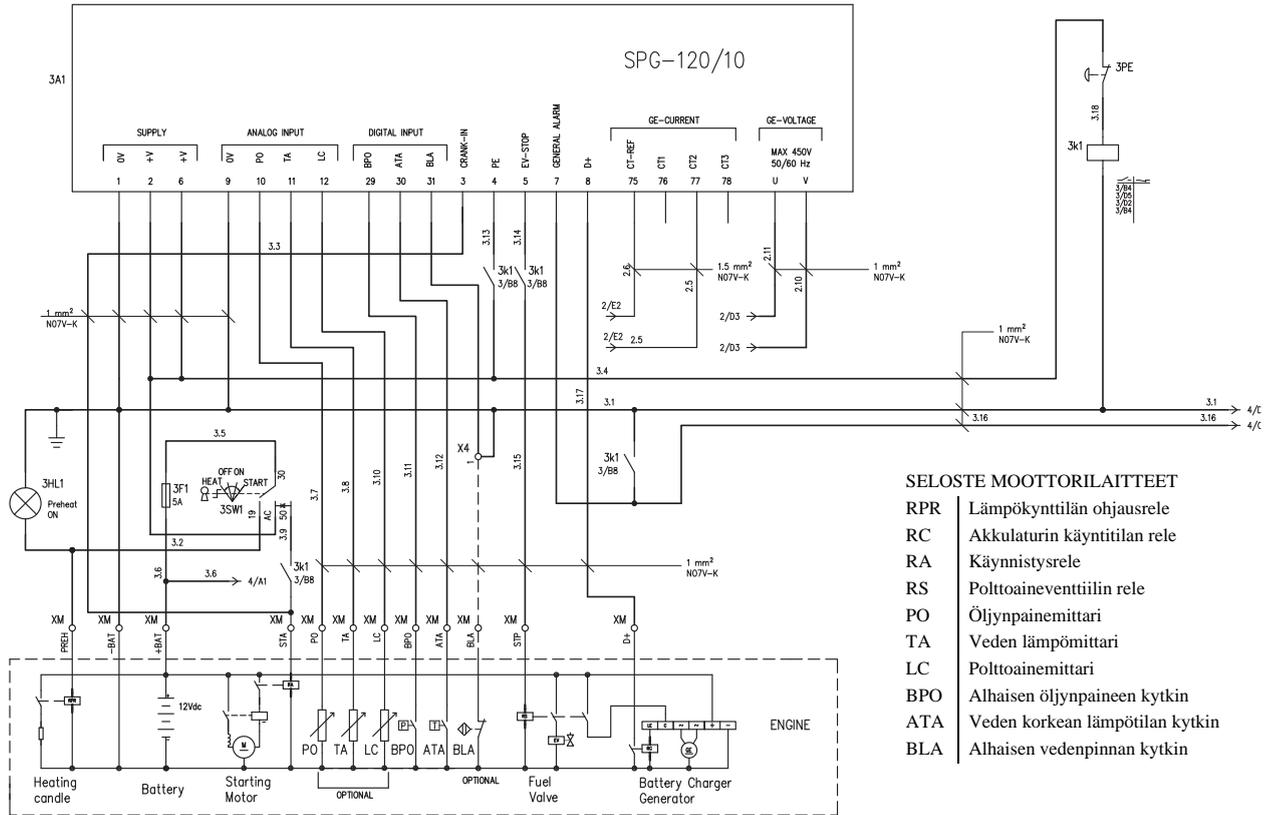 SPG-120/10
3A1
SUPPLY
ANALOG INPUT
DIGITAL INPUT
GE-CURRENT
GE-VOLTAGE
MAX 450V
50/60 Hz
0V +V +V 0V PO TA LC BPO ATA BLA CRANK-IN PE EV-STOP GENERAL ALARM D+ CT-REF CT1 CT2 CT3
1 2 6 9 10 11 12 29 30 31 3 4 5 7 8 75 76 77 78 U V
3PE
3.18
3k1
3/B4
3/D5
3/D2
3/B4
3.3
3.13
3.14
3k1
3/B8
3k1
3/B8
2.6
2.5
1.5 mm²
N07V-K
2.11
2.10
1 mm²
N07V-K
1 mm²
N07V-K
2/E2
2/E2 2.5
2/D3
2/D3
1 mm²
N07V-K
3.4
3.17
3.1
3.16
3.1
3.16
3.5
3F1
5A
HEAT
OFF
ON
START
3SW1
30
19
AC
50
3.9
3HL1
Preheat
ON
3.2
3.6
3.6
4/A1
3k1
3/B8
3.7
3.8
3.10
3.11
3.12
X4
1
3.15
3k1
3/B8
1 mm²
N07V-K
XM XM XM XM XM XM XM XM XM XM XM XM
PREH -BAT +BAT STA PO TA LC BPO ATA BLA STP D+
RPR
12Vdc
RA
M
PO TA LC BPO ATA BLA
P
T
RS
EV
RC
GE
ENGINE
Heating
candle
Battery
Starting
Motor
OPTIONAL
OPTIONAL
Fuel
Valve
Battery Charger
Generator
SELOSTE MOOTTORILAITTEET
RPR Lämpökynttilän ohjausrele
RC Akkulaturin käyntitilan rele
RA Käynnistysrele
RS Polttoaineventtiilin rele
PO Öljynpainemittari
TA Veden lämpömittari
LC Polttoainemittari
BPO Alhaisen öljynpaineen kytkin
ATA Veden korkean lämpötilan kytkin
BLA Alhaisen vedenpinnan kytkin